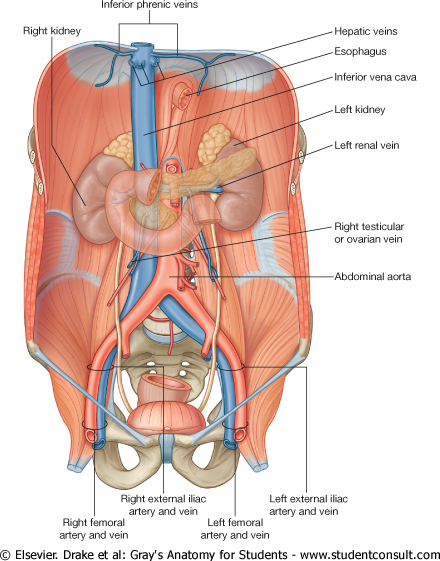 Inferior phrenic veins
Right kidney
Hepatic veins
Esophagus
Inferior vena cava
Left kidney
Left renal vein
Right testicular
or ovarian vein
Abdominal aorta
Right external iliac
artery and vein
Left external iliac
artery and vein
Right femoral
artery and vein
Left femoral
artery and vein
© Elsevier. Drake et al: Gray's Anatomy for Students - www.studentconsult.com